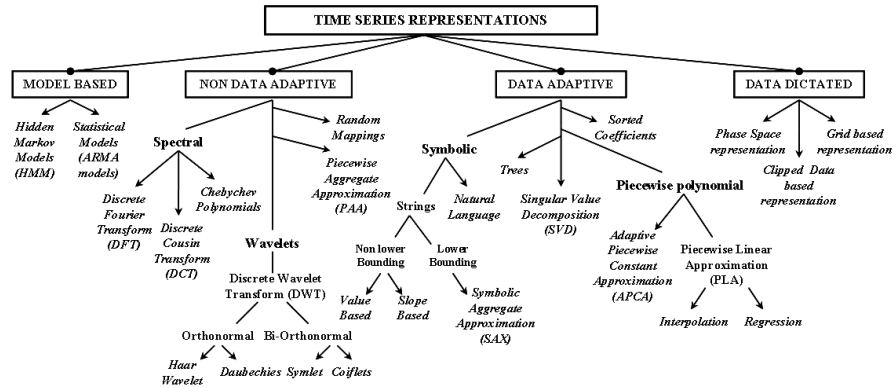 TIME SERIES REPRESENTATIONS
MODEL BASED
NON DATA ADAPTIVE
DATA ADAPTIVE
DATA DICTATED
Hidden
Markov
Models
(HMM)
Statistical
Models
(ARMA
models)
Spectral
Discrete
Fourier
Transform
(DFT)
Discrete
Cousin
Transform
(DCT)
Chebychev
Polynomials
Random
Mappings
Piecewise
Aggregate
Approximation
(PAA)
Wavelets
Discrete Wavelet
Transform (DWT)
Orthonormal
Bi-Orthonormal
Haar
Wavelet
Daubechies
Symlet
Coiflets
Symbolic
Strings
Natural
Language
Non lower
Bounding
Lower
Bounding
Value
Based
Slope
Based
Symbolic
Aggregate
Approximation
(SAX)
Trees
Singular Value
Decomposition
(SVD)
Sorted
Coefficients
Piecewise polynomial
Adaptive
Piecewise
Constant
Approximation
(APCA)
Piecewise Linear
Approximation
(PLA)
Interpolation
Regression
Phase Space
representation
Grid based
representation
Clipped Data
based
representation